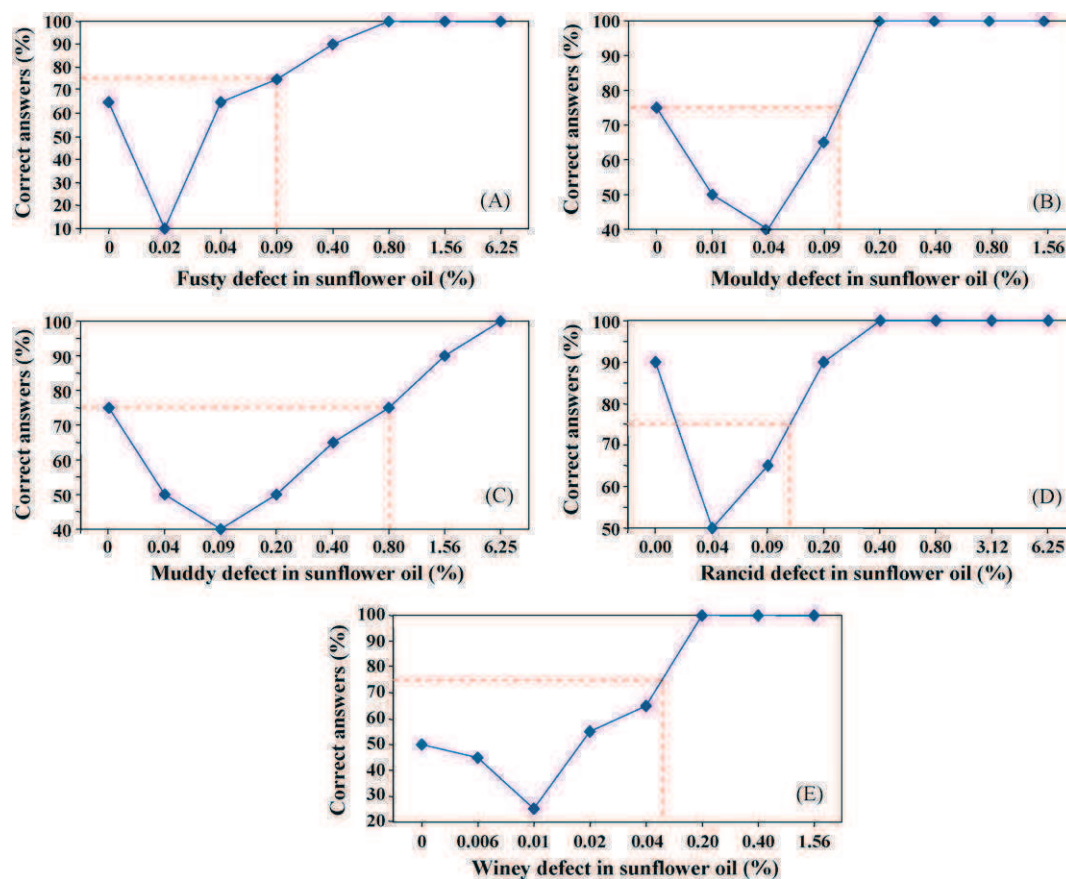 Correct answers (%)
100
90
80
70
60
50
40
30
20
10
(A)
0 0.02 0.04 1.09 0.40 0.80 1.56 6.25
Fusty defect in sunflower oil (%)
Correct answers (%)
100
90
80
70
60
50
40
(B)
0 0.01 0.04 0.09 0.20 0.40 0.80 1.56
Mouldy defect in sunflower oil (%)
Correct answers (%)
100
90
80
70
60
50
40
(C)
0 0.04 0.09 0.20 0.40 0.80 1.56 6.25
Muddy defect in sunflower oil (%)
Correct answers (%)
100
90
80
70
60
50
(D)
0.00 0.04 0.09 0.20 0.40 0.80 3.12 6.25
Rancid defect in sunflower oil (%)
Correct answers (%)
100
90
80
70
60
50
40
30
20
(E)
0 0.006 0.01 0.02 0.04 0.20 0.40 1.56
Winey defect in sunflower oil (%)